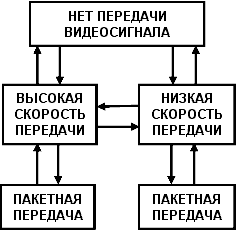 НЕТ ПЕРЕДАЧИ
ВИДЕОСИГНАЛА
ВЫСОКАЯ
СКОРОСТЬ
ПЕРЕДАЧИ
НИЗКАЯ
СКОРОСТЬ
ПЕРЕДАЧИ
ПАКЕТНАЯ
ПЕРЕДАЧА
ПАКЕТНАЯ
ПЕРЕДАЧА